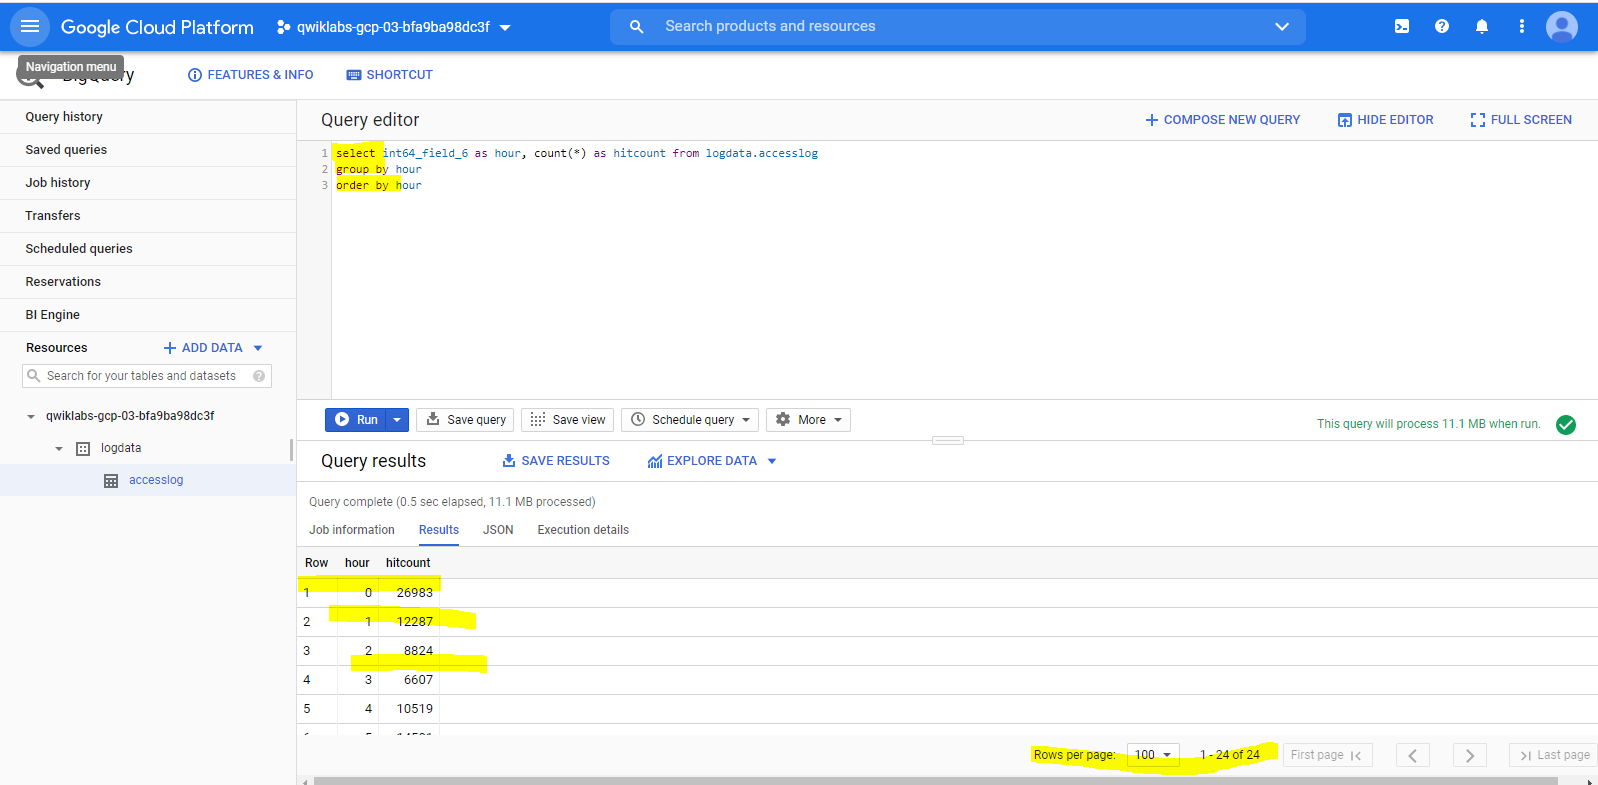 Google Cloud Platform qwiklabs-gcp-03-bfa9ba98dc3f Search products and resources
Navigation menu
BigQuery FEATURES & INFO SHORTCUT
Query history
Saved queries
Job history
Transfers
Scheduled queries
Reservations
BI Engine
Resources ADD DATA
Search for your tables and datasets
qwiklabs-gcp-03-bfa9ba98dc3f
logdata
accesslog
Query editor COMPOSE NEW QUERY HIDE EDITOR FULL SCREEN
1 select int64_field_6 as hour, count(*) as hitcount from logdata.accesslog
2 group by hour
3 order by hour
Run Save query Save view Schedule query More This query will process 11.1 MB when run.
Query results SAVE RESULTS EXPLORE DATA
Query complete (0.5 sec elapsed, 11.1 MB processed)
Job information Results JSON Execution details
Row hour hitcount
1 0 26983
2 1 12287
3 2 8824
4 3 6607
5 4 10519
Rows per page: 100 1 - 24 of 24 First page Last page